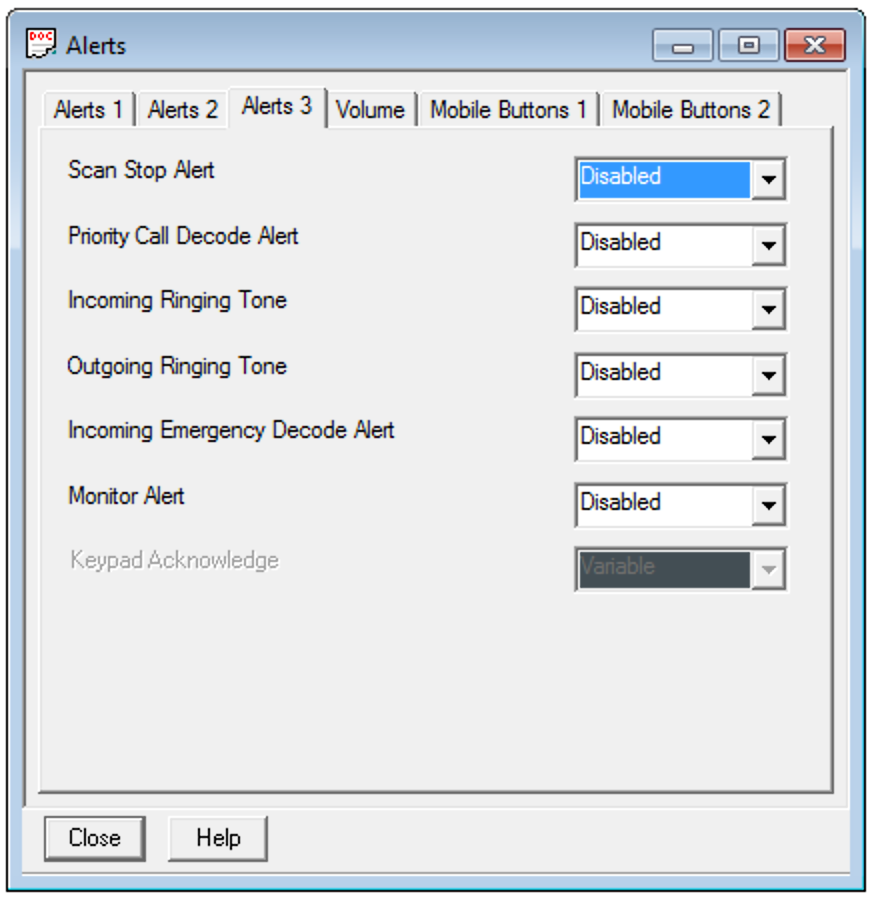 DOC Alerts
Alerts 1 Alerts 2 Alerts 3 Volume Mobile Buttons 1 Mobile Buttons 2
Scan Stop Alert Disabled
Priority Call Decode Alert Disabled
Incoming Ringing Tone Disabled
Outgoing Ringing Tone Disabled
Incoming Emergency Decode Alert Disabled
Monitor Alert Disabled
Keypad Acknowledge Variable
Close Help